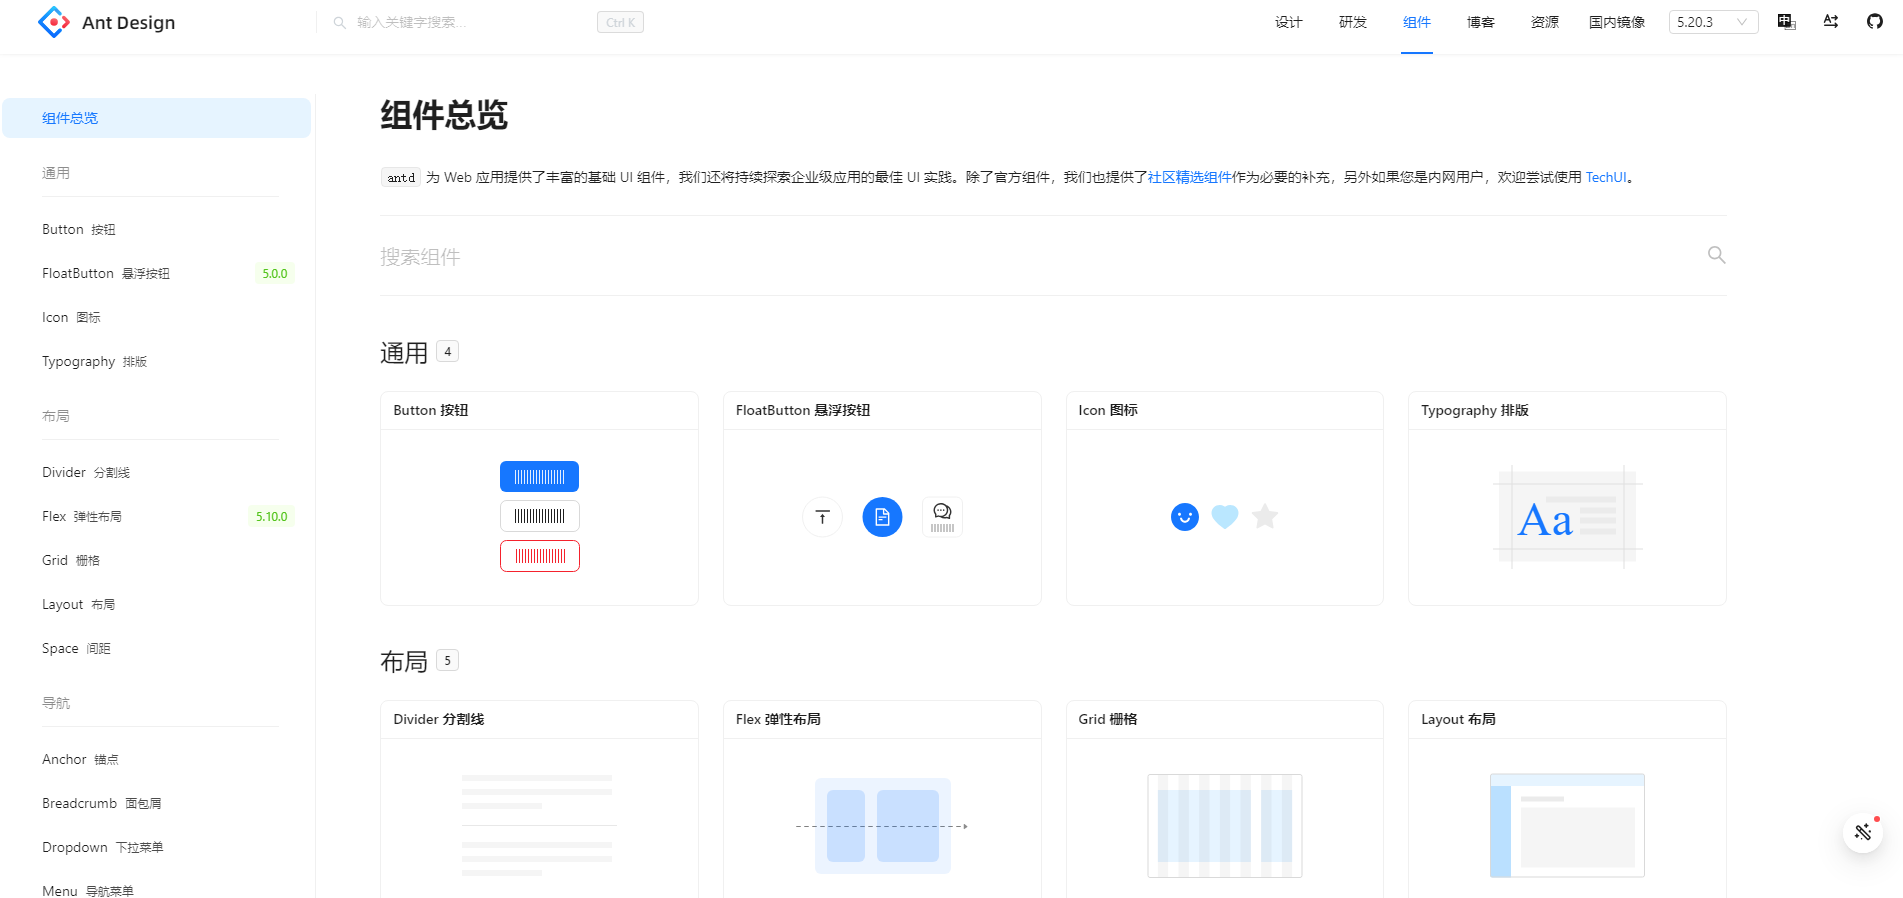 Ant Design
输入关键字搜索...
Ctrl K
设计
研发
组件
博客
资源
国内镜像
5.20.3
中
组件总览
通用
Button 按钮
FloatButton 悬浮按钮 5.0.0
Icon 图标
Typography 排版
布局
Divider 分割线
Flex 弹性布局 5.10.0
Grid 栅格
Layout 布局
Space 间距
导航
Anchor 锚点
Breadcrumb 面包屑
Dropdown 下拉菜单
Menu 导航菜单
组件总览
antd 为 Web 应用提供了丰富的基础 UI 组件，我们还将持续探索企业级应用的最佳 UI 实践。除了官方组件，我们也提供了社区精选组件作为必要的补充，另外如果您是内网用户，欢迎尝试使用 TechUI。
搜索组件
通用 4
Button 按钮
FloatButton 悬浮按钮
Icon 图标
Typography 排版
Aa
布局 5
Divider 分割线
Flex 弹性布局
Grid 栅格
Layout 布局